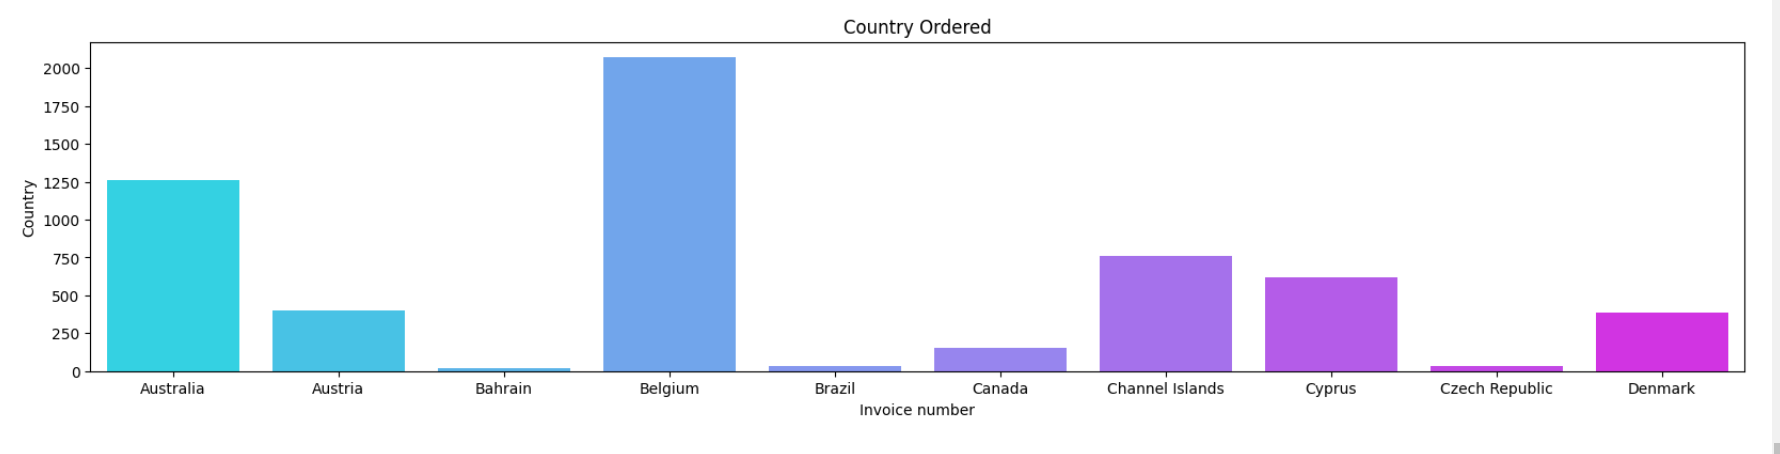 Country Ordered
2000
1750
1500
1250
1000
750
500
250
0
Country
Australia Austria Bahrain Belgium Brazil Canada Channel Islands Cyprus Czech Republic Denmark
Invoice number